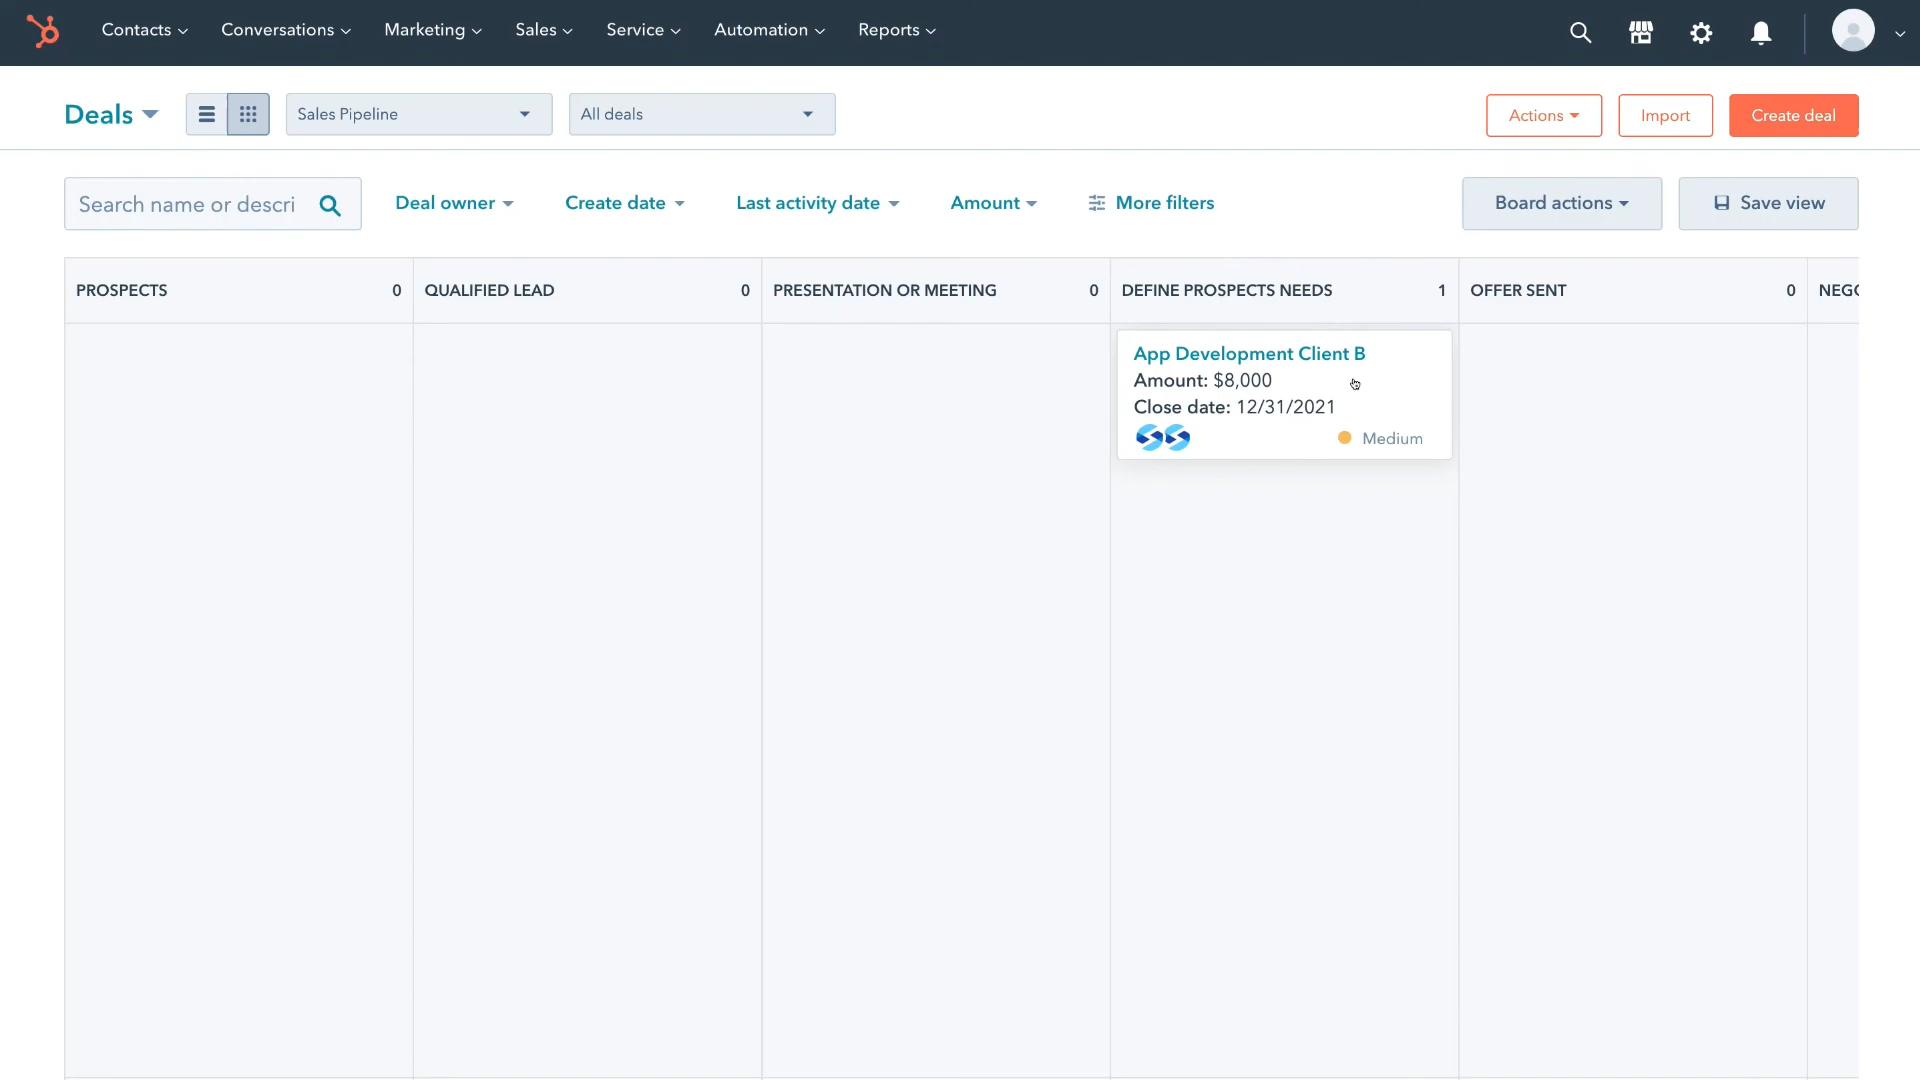 Contacts Conversations Marketing Sales Service Automation Reports
Deals Sales Pipeline All deals Actions Import Create deal
Search name or descri Deal owner Create date Last activity date Amount More filters Board actions Save view
PROSPECTS 0 QUALIFIED LEAD 0 PRESENTATION OR MEETING 0 DEFINE PROSPECTS NEEDS 1 OFFER SENT 0 NEGO
App Development Client B
Amount: $8,000
Close date: 12/31/2021
Medium